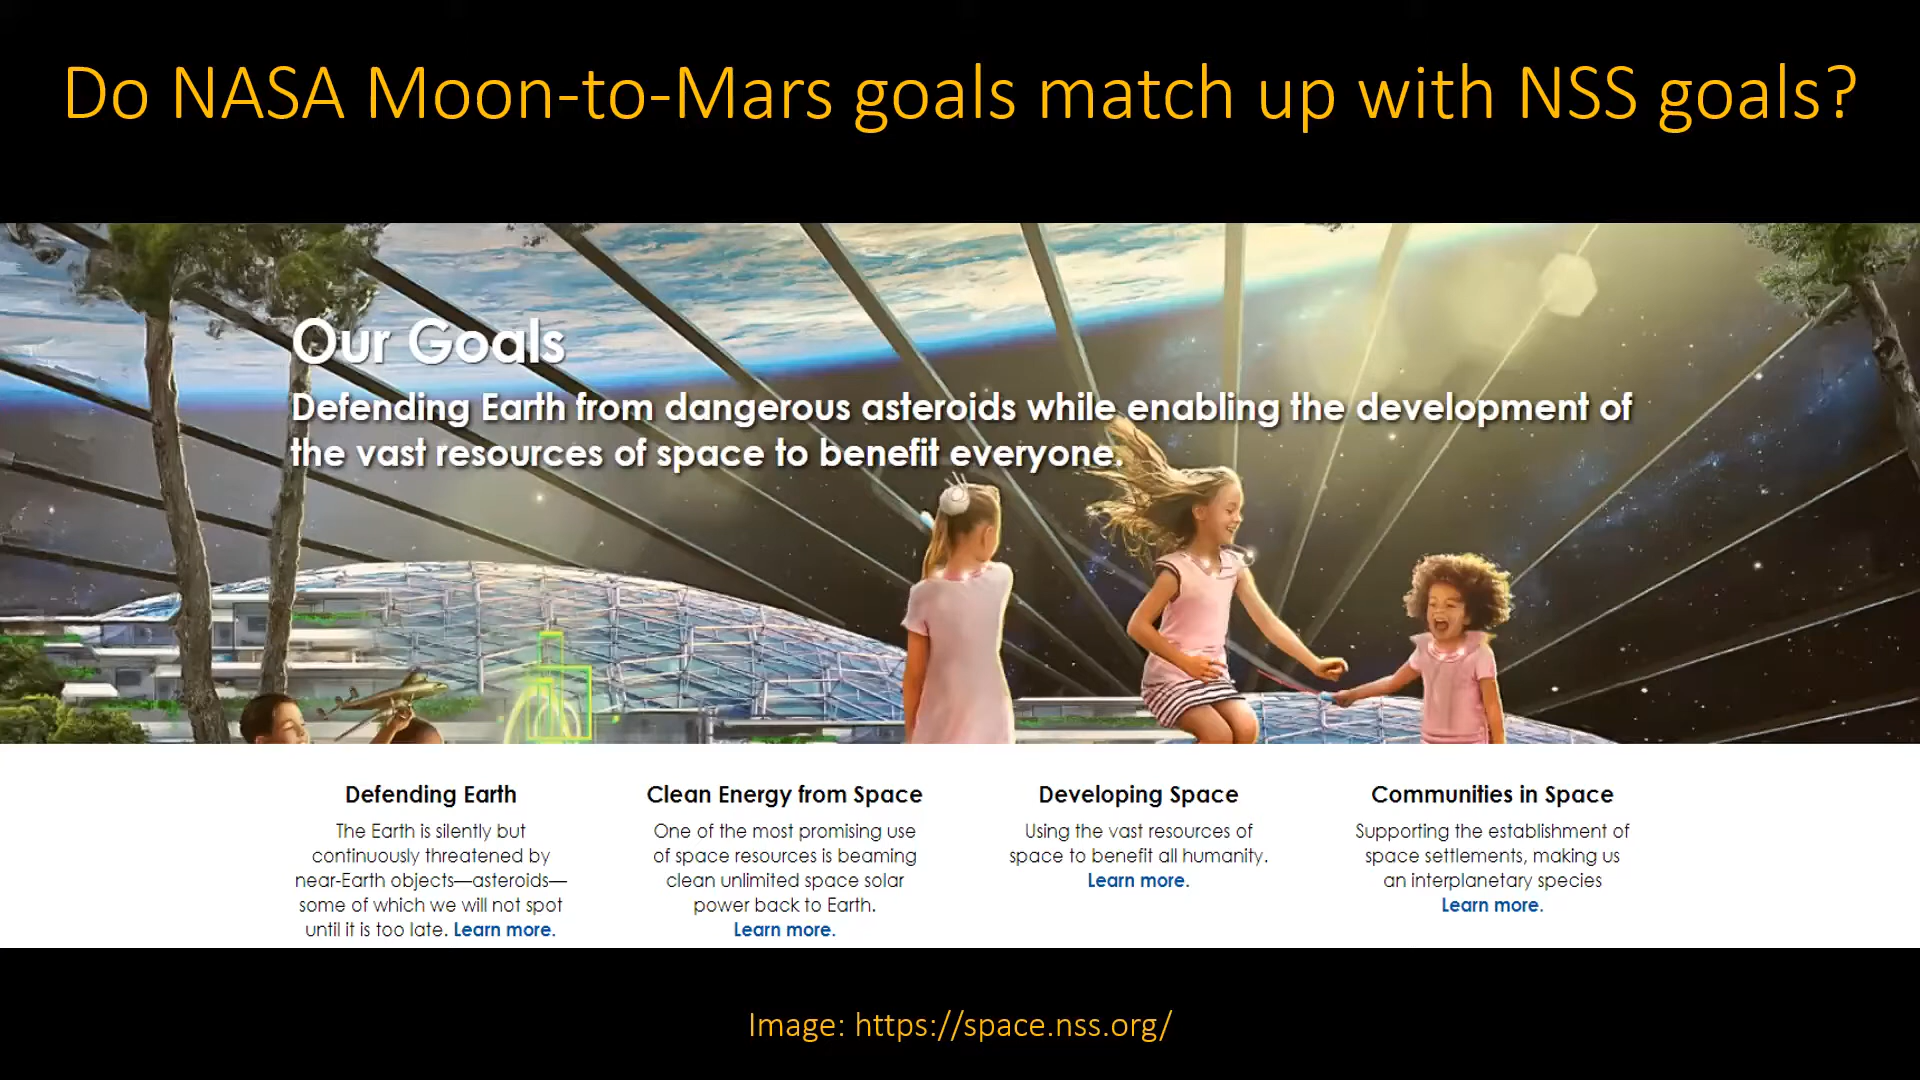 Do NASA Moon-to-Mars goals match up with NSS goals?
Our Goals
Defending Earth from dangerous asteroids while enabling the development of
the vast resources of space to benefit everyone.
Defending Earth
The Earth is silently but
continuously threatened by
near-Earth objects—asteroids—
some of which we will not spot
until it is too late. Learn more.
Clean Energy from Space
One of the most promising use
of space resources is beaming
clean unlimited space solar
power back to Earth.
Learn more.
Developing Space
Using the vast resources of
space to benefit all humanity.
Learn more.
Communities in Space
Supporting the establishment of
space settlements, making us
an interplanetary species
Learn more.
Image: https://space.nss.org/